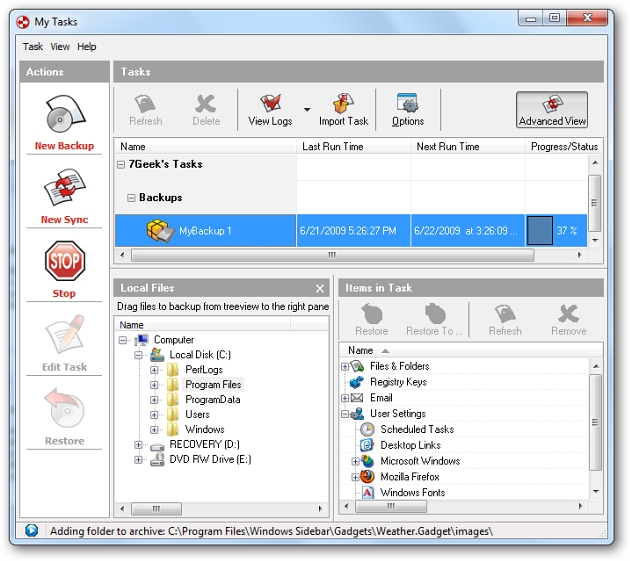 My Tasks
Task View Help
Actions
New Backup
New Sync
STOP
Stop
Edit Task
Restore
Tasks
Refresh Delete View Logs Import Task Options Advanced View
Name Last Run Time Next Run Time Progress/Status
7Geek's Tasks
Backups
MyBackup 1 6/21/2009 5:26:27 PM 6/22/2009 at 3:26:09 ... 37 %
Local Files
Drag files to backup from treeview to the right pane
Name
Computer
Local Disk (C:)
PerfLogs
Program Files
ProgramData
Users
Windows
RECOVERY (D:)
DVD RW Drive (E:)
Items in Task
Restore Restore To ... Refresh Remove
Name
Files & Folders
Registry Keys
Email
User Settings
Scheduled Tasks
Desktop Links
Microsoft Windows
Mozilla Firefox
Windows Fonts
Adding folder to archive: C:\Program Files\Windows Sidebar\Gadgets\Weather.Gadget\images\